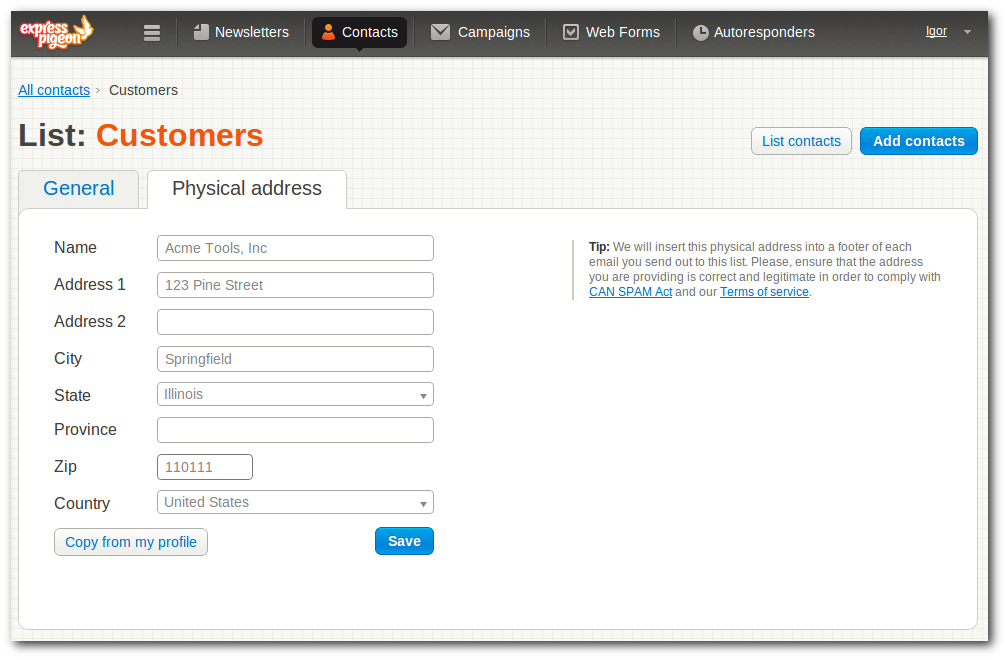 express
pigeon
Newsletters
Contacts
Campaigns
Web Forms
Autoresponders
Igor
All contacts › Customers
List: Customers
List contacts
Add contacts
General
Physical address
Name
Acme Tools, Inc
Address 1
123 Pine Street
Address 2
City
Springfield
State
Illinois
Province
Zip
110111
Country
United States
Copy from my profile
Save
Tip: We will insert this physical address into a footer of each
email you send out to this list. Please, ensure that the address
you are providing is correct and legitimate in order to comply with
CAN SPAM Act and our Terms of service.